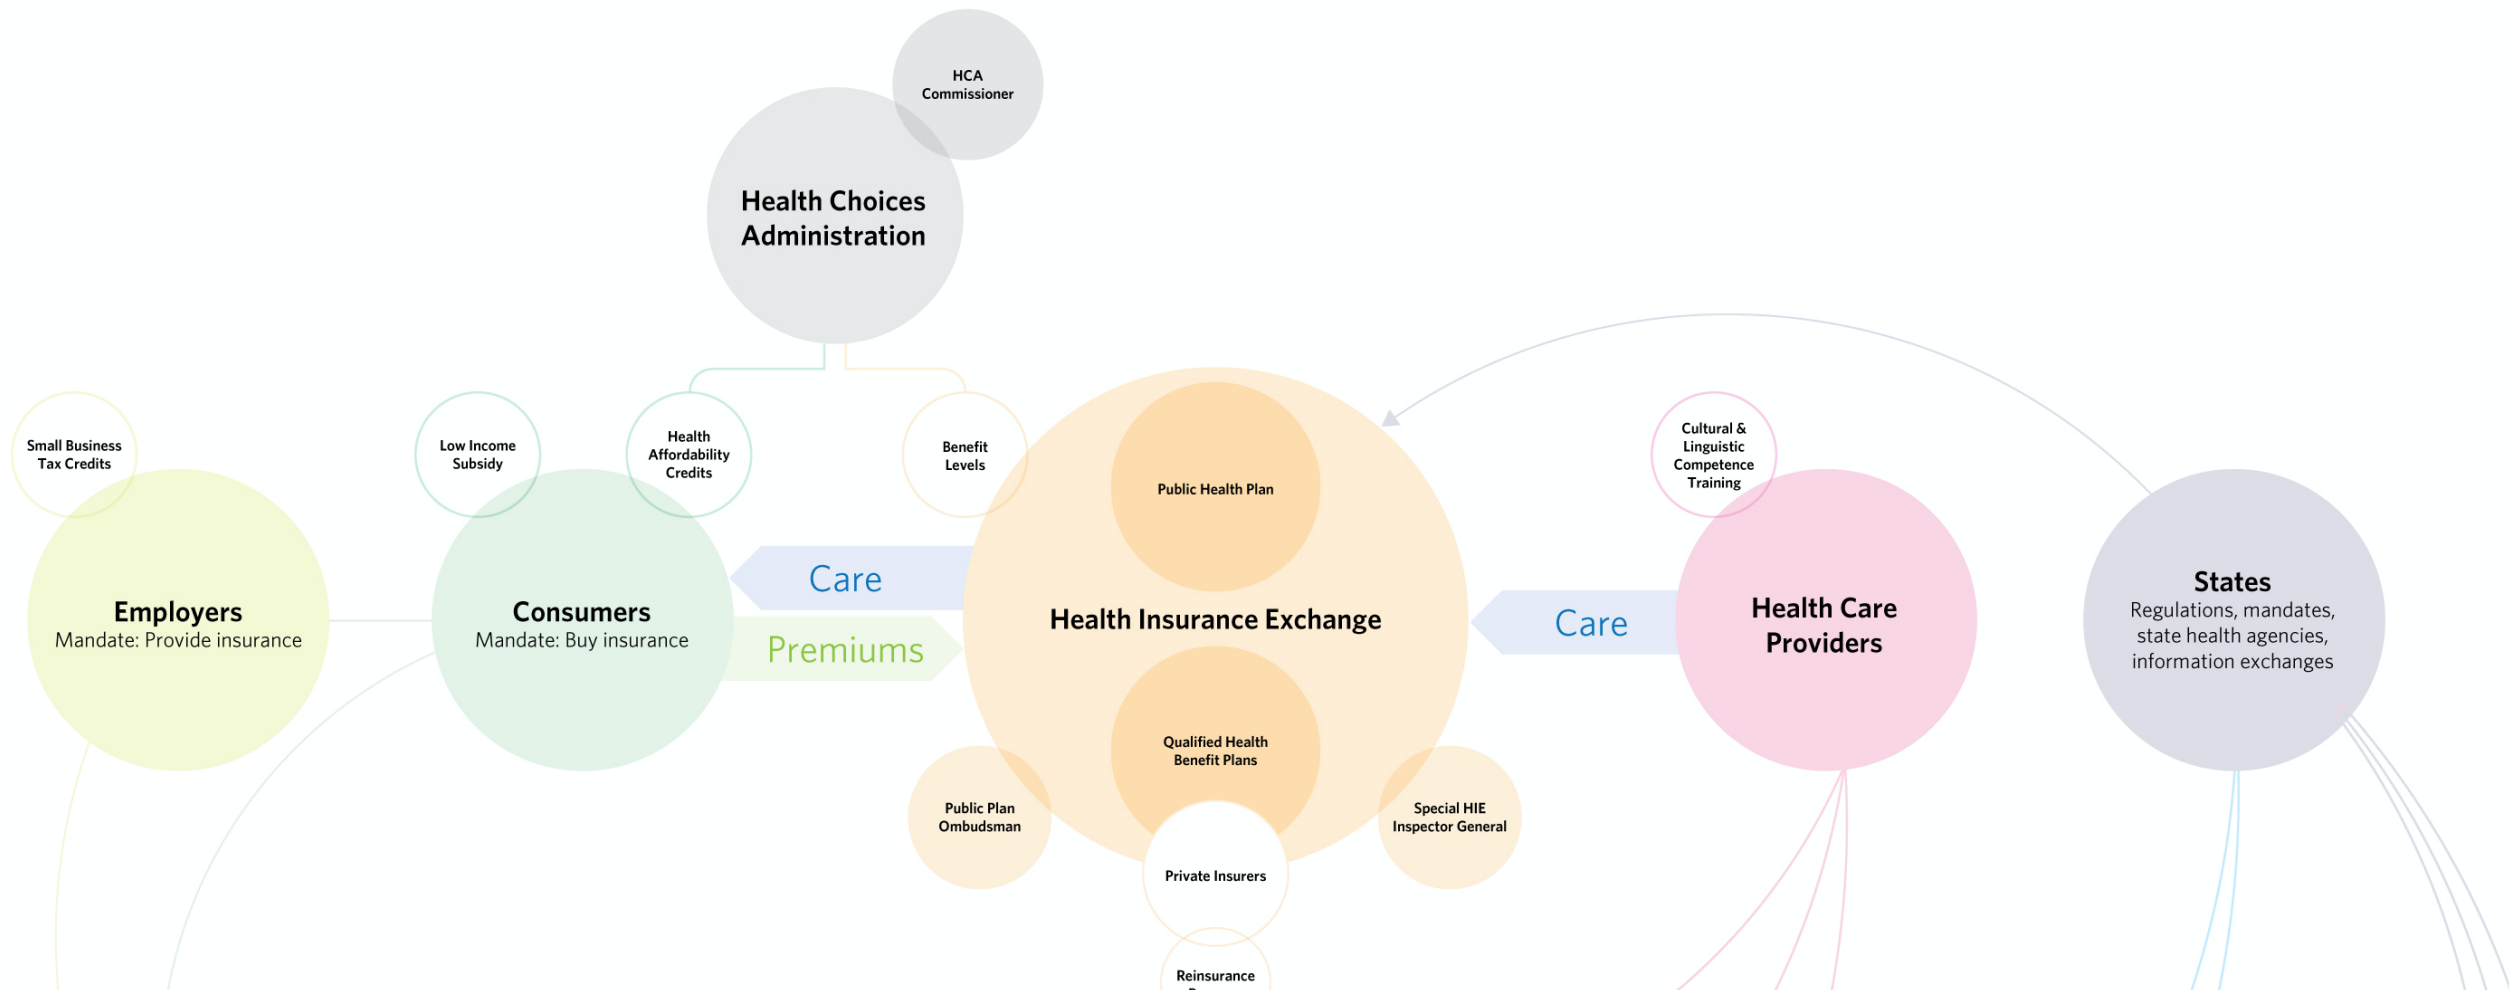 HCA
Commissioner
Health Choices
Administration
Small Business
Tax Credits
Low Income
Subsidy
Health
Affordability
Credits
Benefit
Levels
Public Health Plan
Cultural &
Linguistic
Competence
Training
Employers
Mandate: Provide insurance
Consumers
Mandate: Buy insurance
Care
Premiums
Health Insurance Exchange
Care
Health Care
Providers
States
Regulations, mandates,
state health agencies,
information exchanges
Qualified Health
Benefit Plans
Public Plan
Ombudsman
Special HIE
Inspector General
Private Insurers
Reinsurance